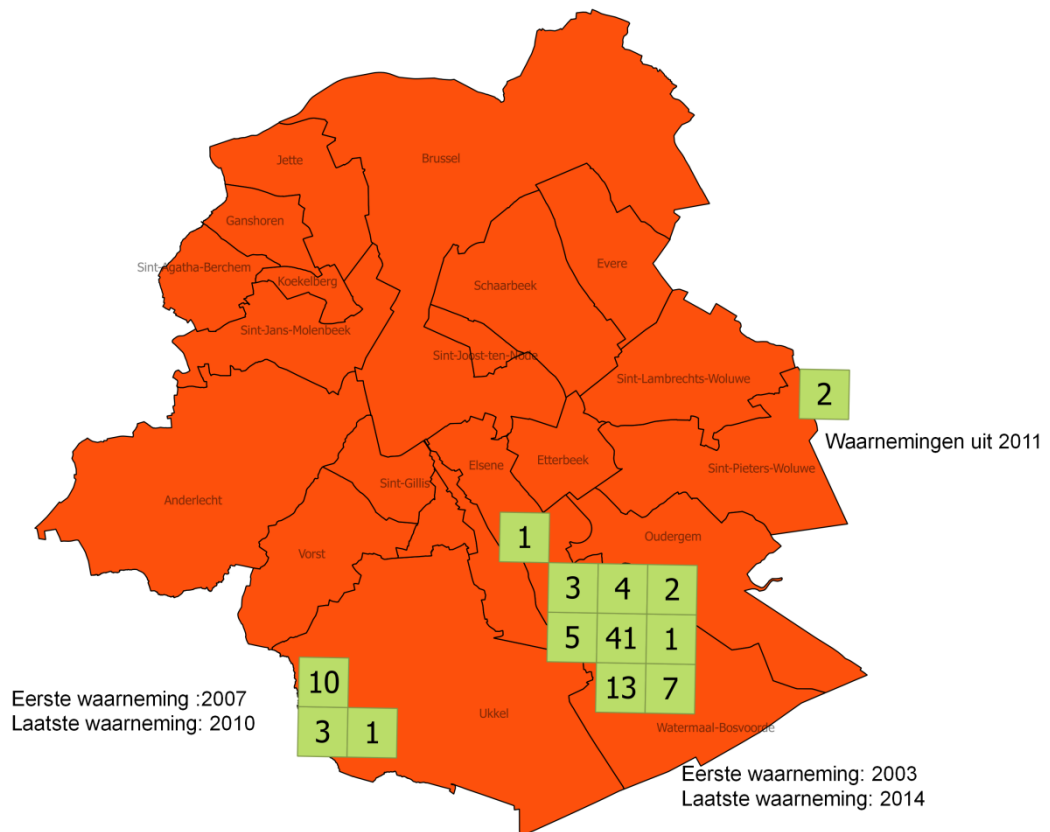 Jette
Brussel
Ganshoren
Sint-Agatha-Berchem
Koekelberg
Evere
Schaarbeek
Sint-Jans-Molenbeek
Sint-Joost-ten-Node
Sint-Lambrechts-Woluwe
2
Waarnemingen uit 2011
Elsene
Etterbeek
Sint-Pieters-Woluwe
Sint-Gillis
Anderlecht
1
Oudergem
Vorst
3 4 2
5 41 1
13 7
10
3 1
Eerste waarneming :2007
Laatste waarneming: 2010
Ukkel
Watermaal-Bosvoorde
Eerste waarneming: 2003
Laatste waarneming: 2014